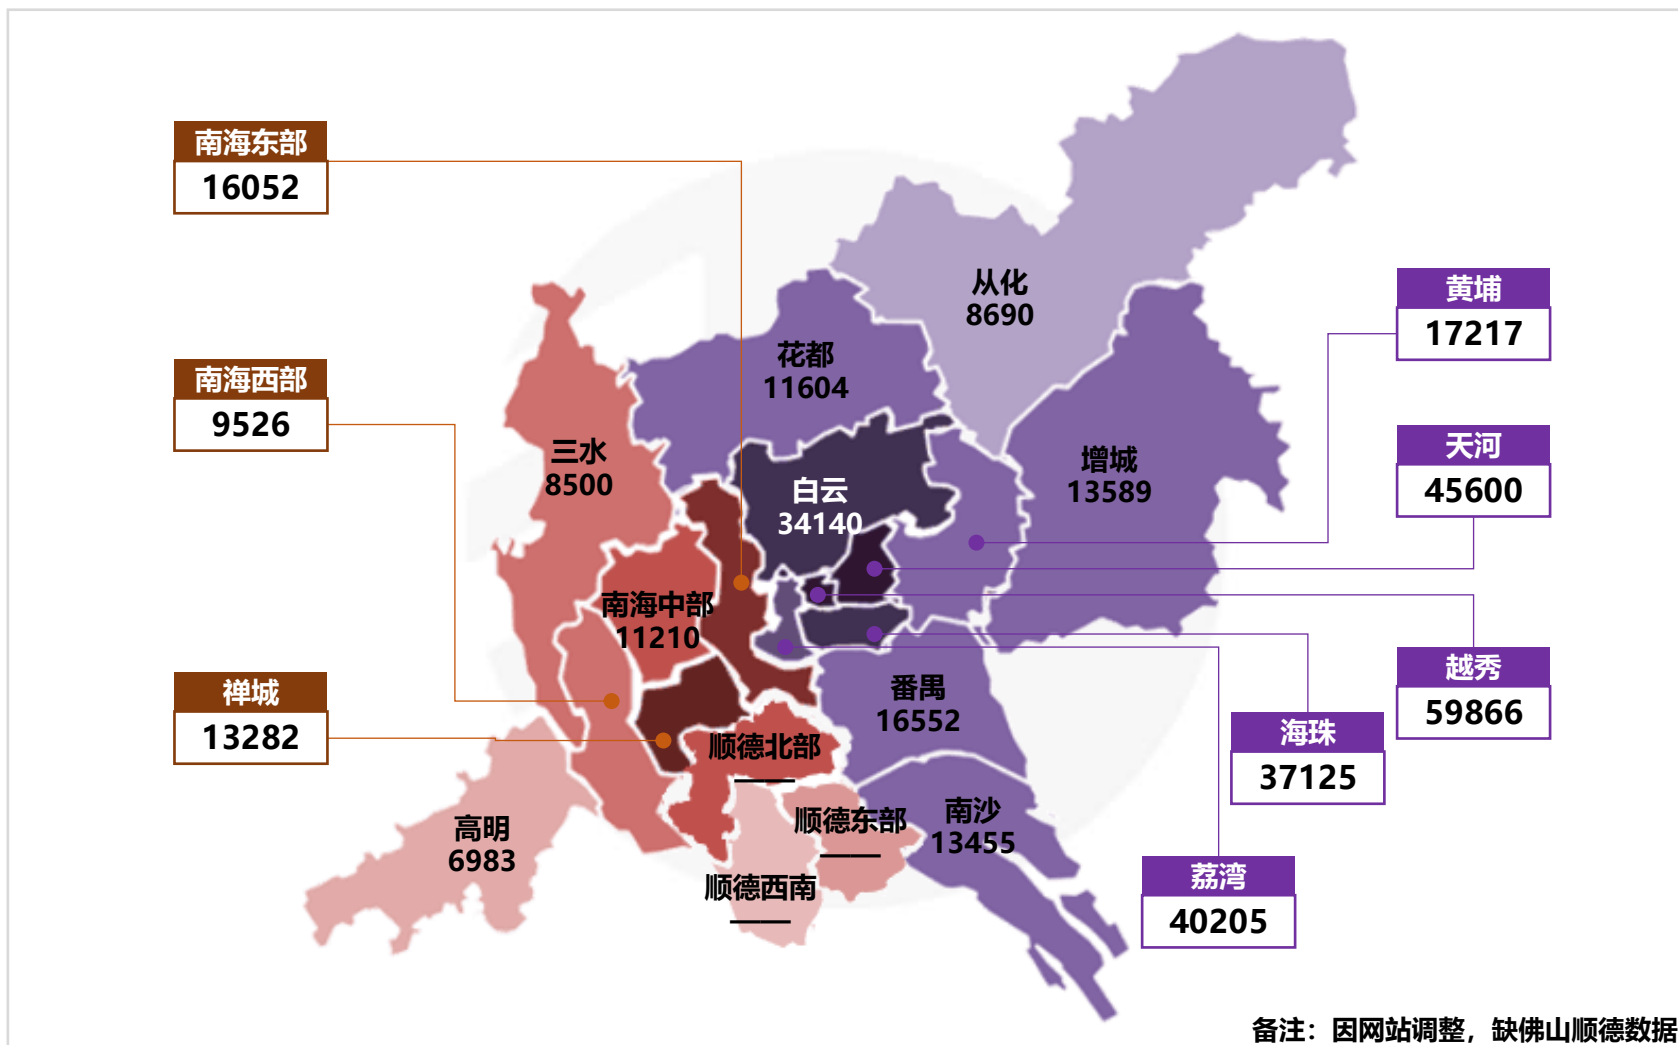 南海东部
16052
从化
8690
黄埔
17217
花都
11604
南海西部
9526
三水
8500
天河
45600
增城
13589
白云
34140
南海中部
11210
越秀
59866
禅城
13282
番禺
16552
海珠
37125
顺德北部
——
高明
6983
顺德东部
——
南沙
13455
顺德西南
——
荔湾
40205
备注：因网站调整，缺佛山顺德数据